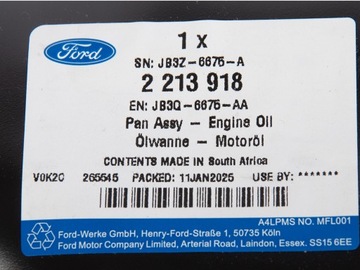 Ford
1 x
SN: JB3Z-6675-A
2 213 918
EN: JB3Q-6675-AA
Pan Assy - Engine Oil
Ölwanne - Motoröl
CONTENTS MADE IN South Africa
V0K2C 265545 PACKED: 11JAN2025 USE BY: *******
A4LPMS NO. MFL001
Ford-Werke GmbH, Henry-Ford-Straße 1, 50735 Köln
Ford Motor Company Limited, Arterial Road, Laindon, Essex. SS15 6EE